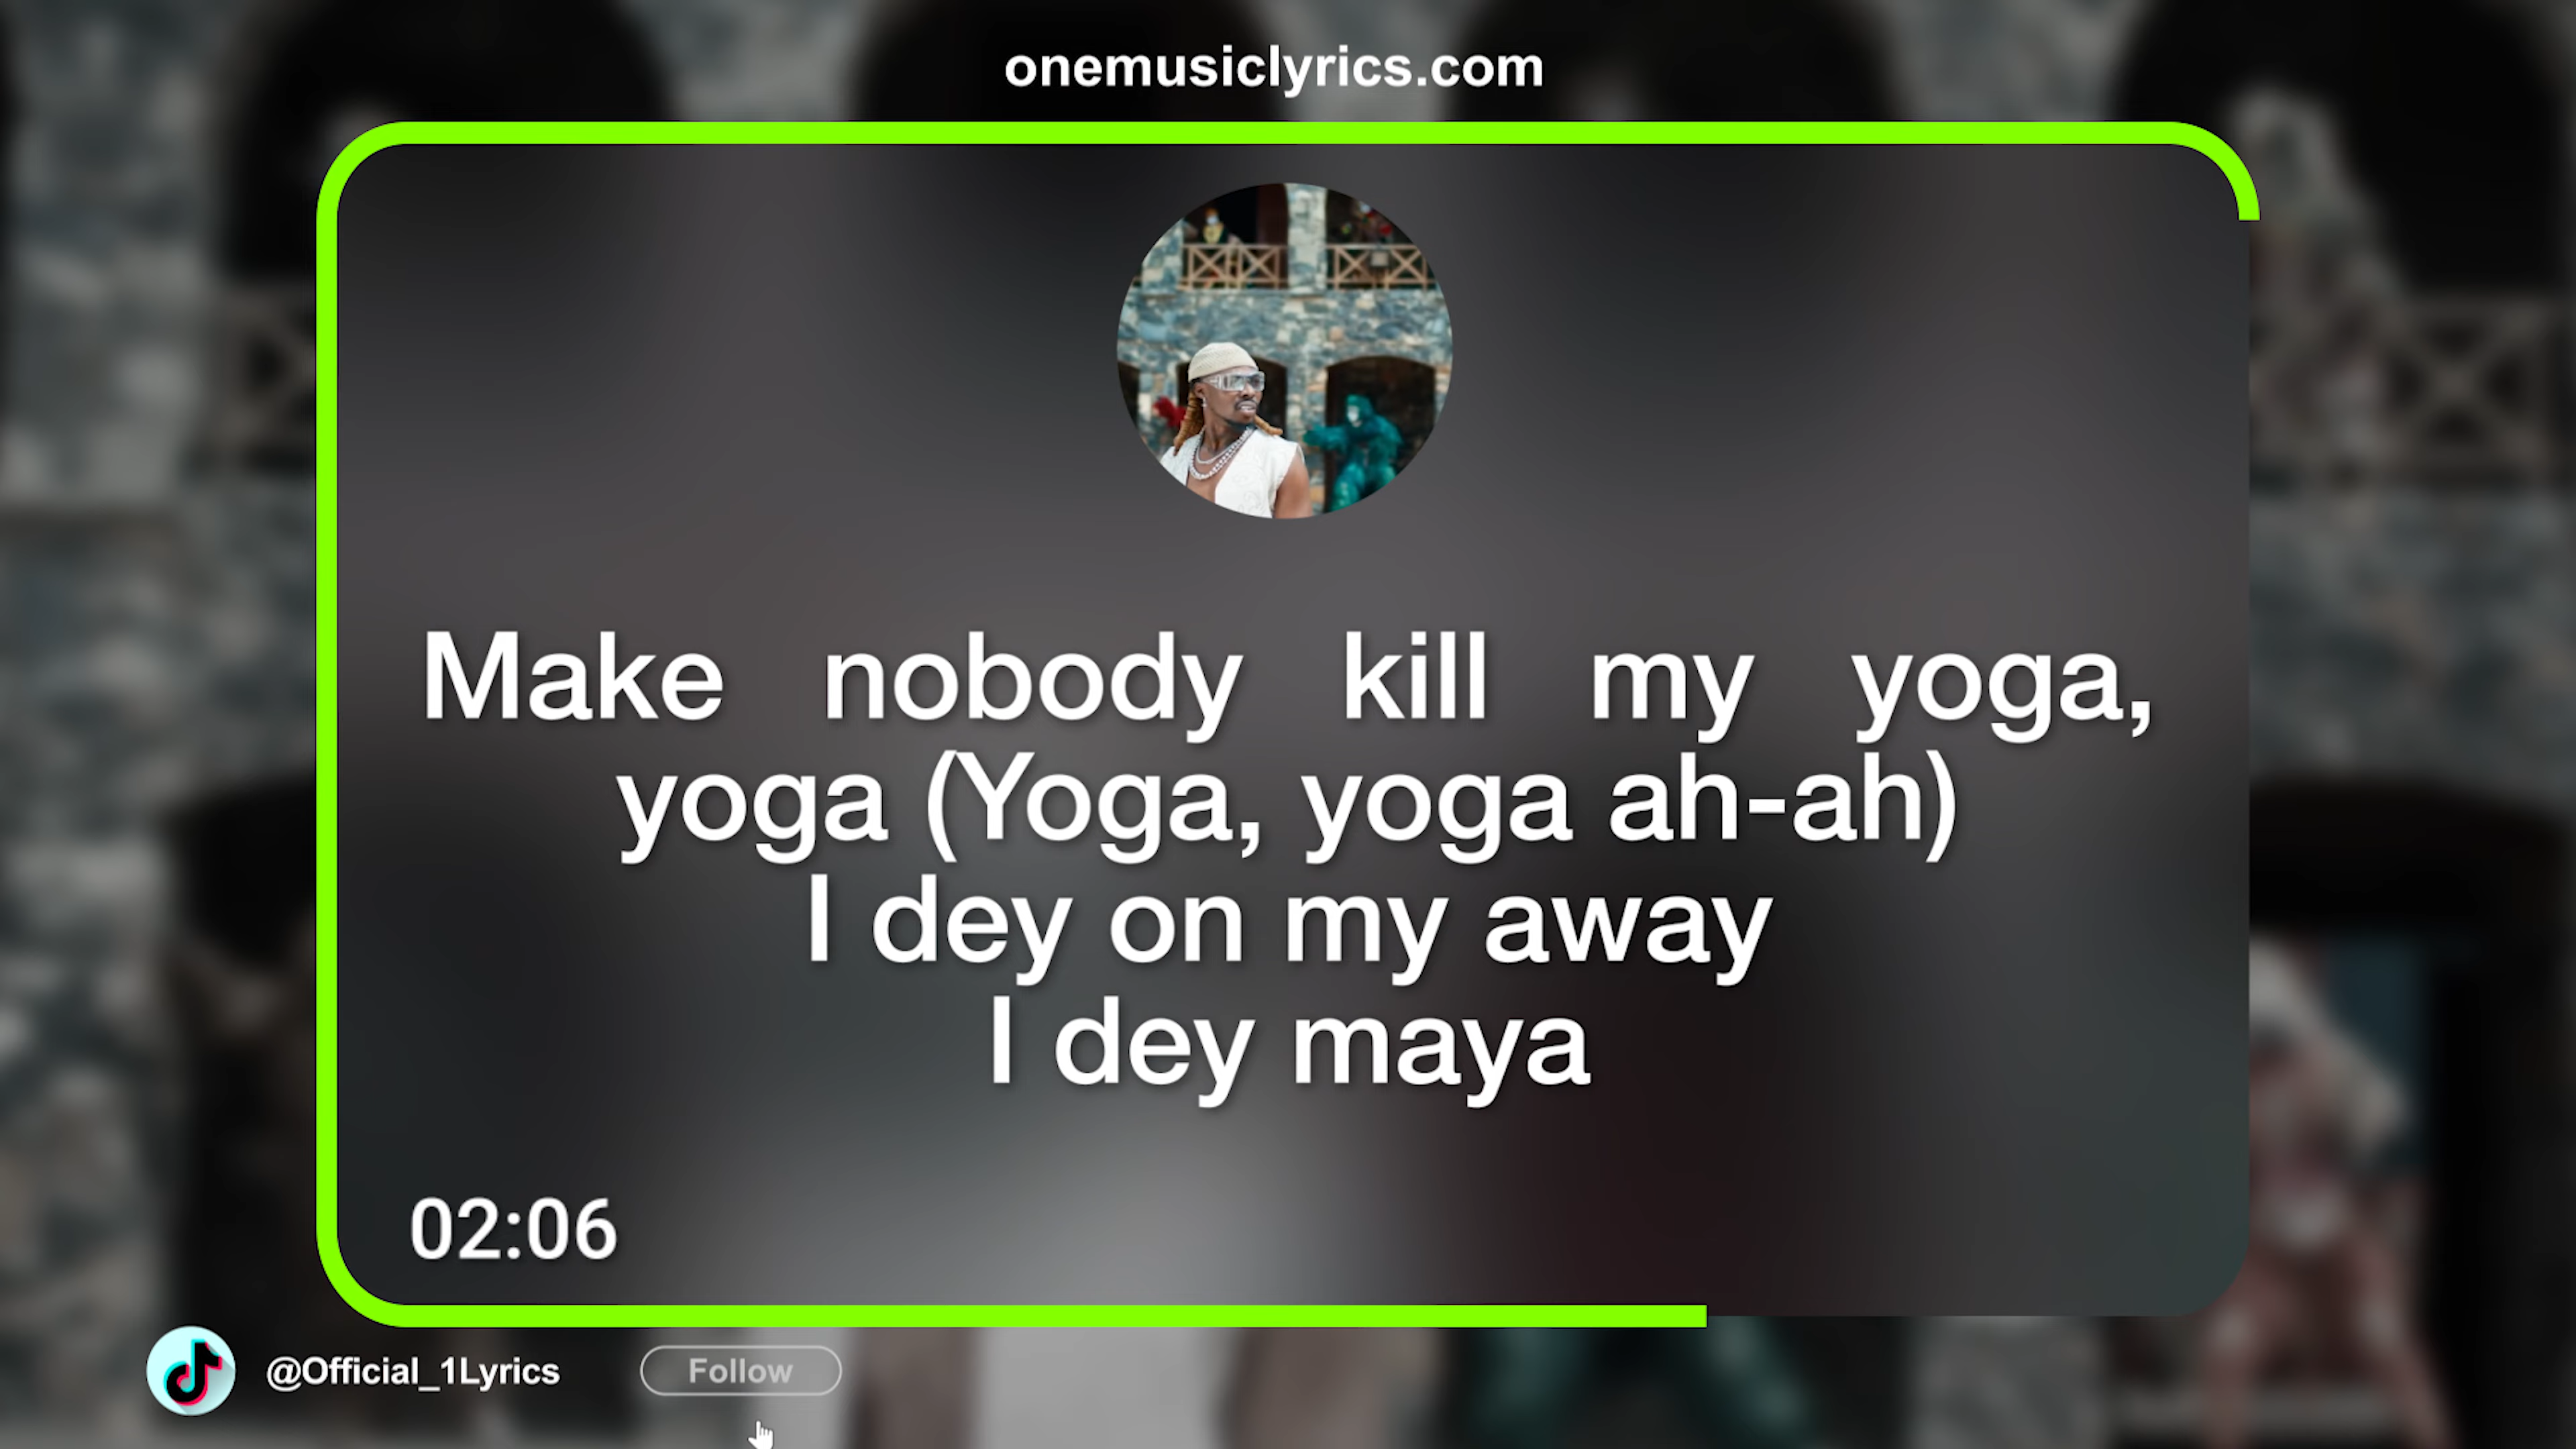 onemusiclyrics.com
Make nobody kill my yoga,
yoga (Yoga, yoga ah-ah)
I dey on my away
I dey maya
02:06
@Official_1Lyrics
Follow